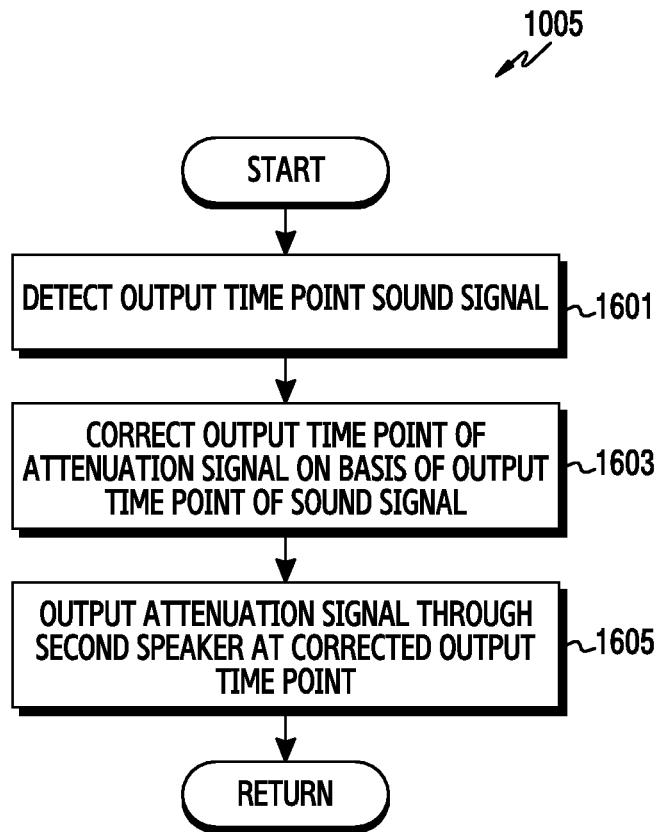 1005
START
DETECT OUTPUT TIME POINT SOUND SIGNAL
1601
CORRECT OUTPUT TIME POINT OF
ATTENUATION SIGNAL ON BASIS OF OUTPUT
TIME POINT OF SOUND SIGNAL
1603
OUTPUT ATTENUATION SIGNAL THROUGH
SECOND SPEAKER AT CORRECTED OUTPUT
TIME POINT
1605
RETURN